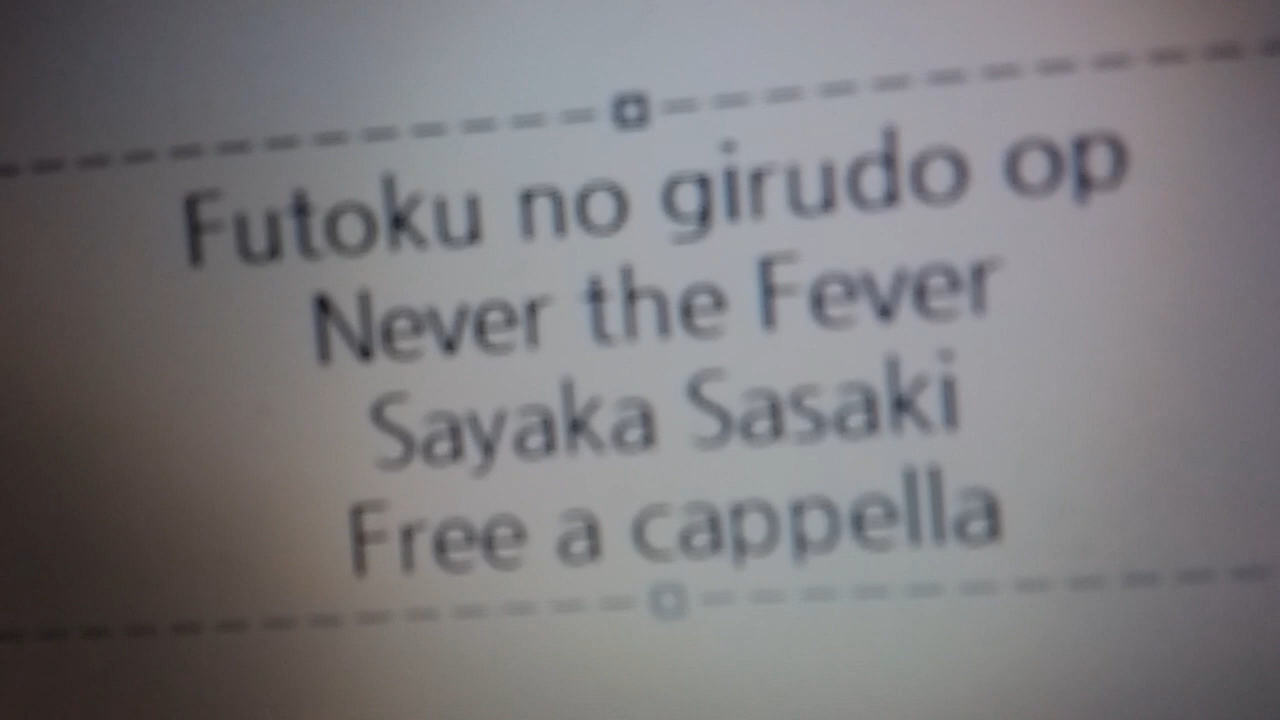 Futoku no girudo op
Never the Fever
Sayaka Sasaki
Free a cappella